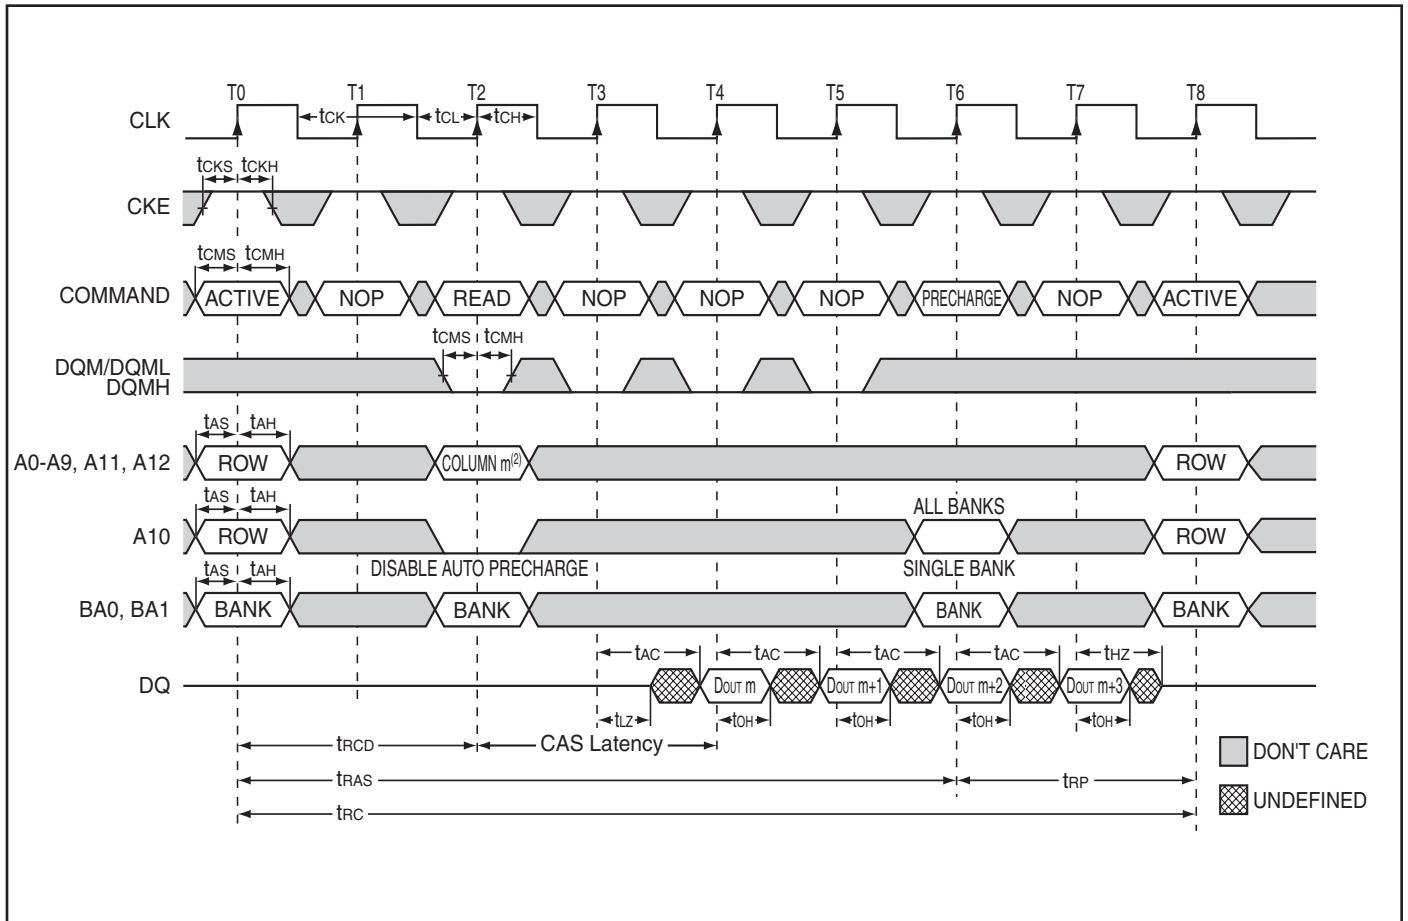 T0 T1 T2 T3 T4 T5 T6 T7 T8
CLK tCK tCL tCH
tCKS tCKH
CKE
tCMS tCMH
COMMAND ACTIVE NOP READ NOP NOP NOP PRECHARGE NOP ACTIVE
tCMS tCMH
DQM/DQML
DQMH
tAS tAH
A0-A9, A11, A12 ROW COLUMN m(2) ROW
tAS tAH ALL BANKS
A10 ROW ROW
DISABLE AUTO PRECHARGE SINGLE BANK
tAS tAH
BA0, BA1 BANK BANK BANK BANK
tAC tAC tAC tAC tHZ
DQ DOUT m DOUT m+1 DOUT m+2 DOUT m+3
tLZ tOH tOH tOH tOH
tRCD CAS Latency
DON'T CARE
tRAS tRP
UNDEFINED
tRC